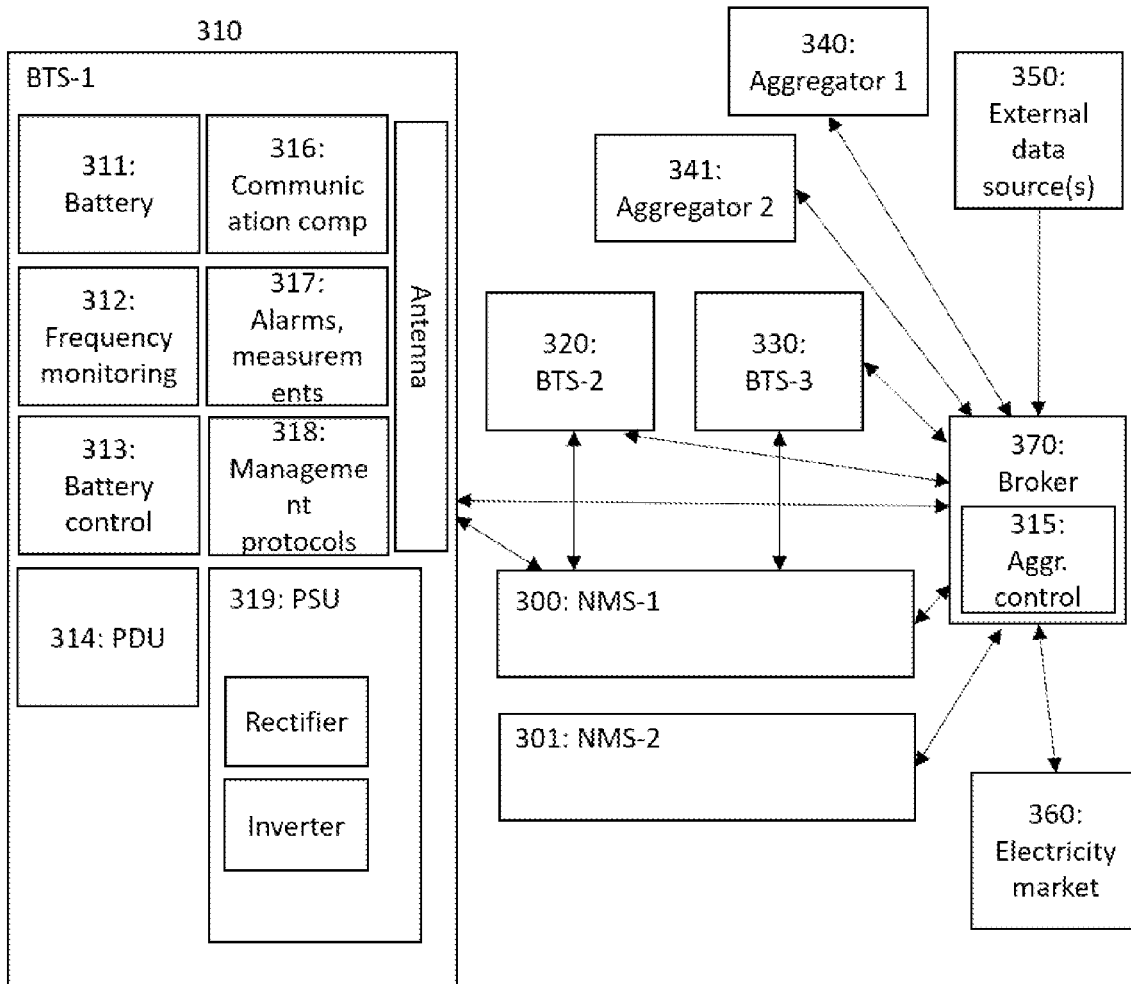 310
BTS-1
311:
Battery
316:
Communic
ation comp
312:
Frequency
monitoring
317:
Alarms,
measurem
ents
313:
Battery
control
318:
Manageme
nt
protocols
Antenna
314: PDU
319: PSU
Rectifier
Inverter
340:
Aggregator 1
341:
Aggregator 2
350:
External
data
source(s)
320:
BTS-2
330:
BTS-3
370:
Broker
315:
Aggr.
control
300: NMS-1
301: NMS-2
360:
Electricity
market